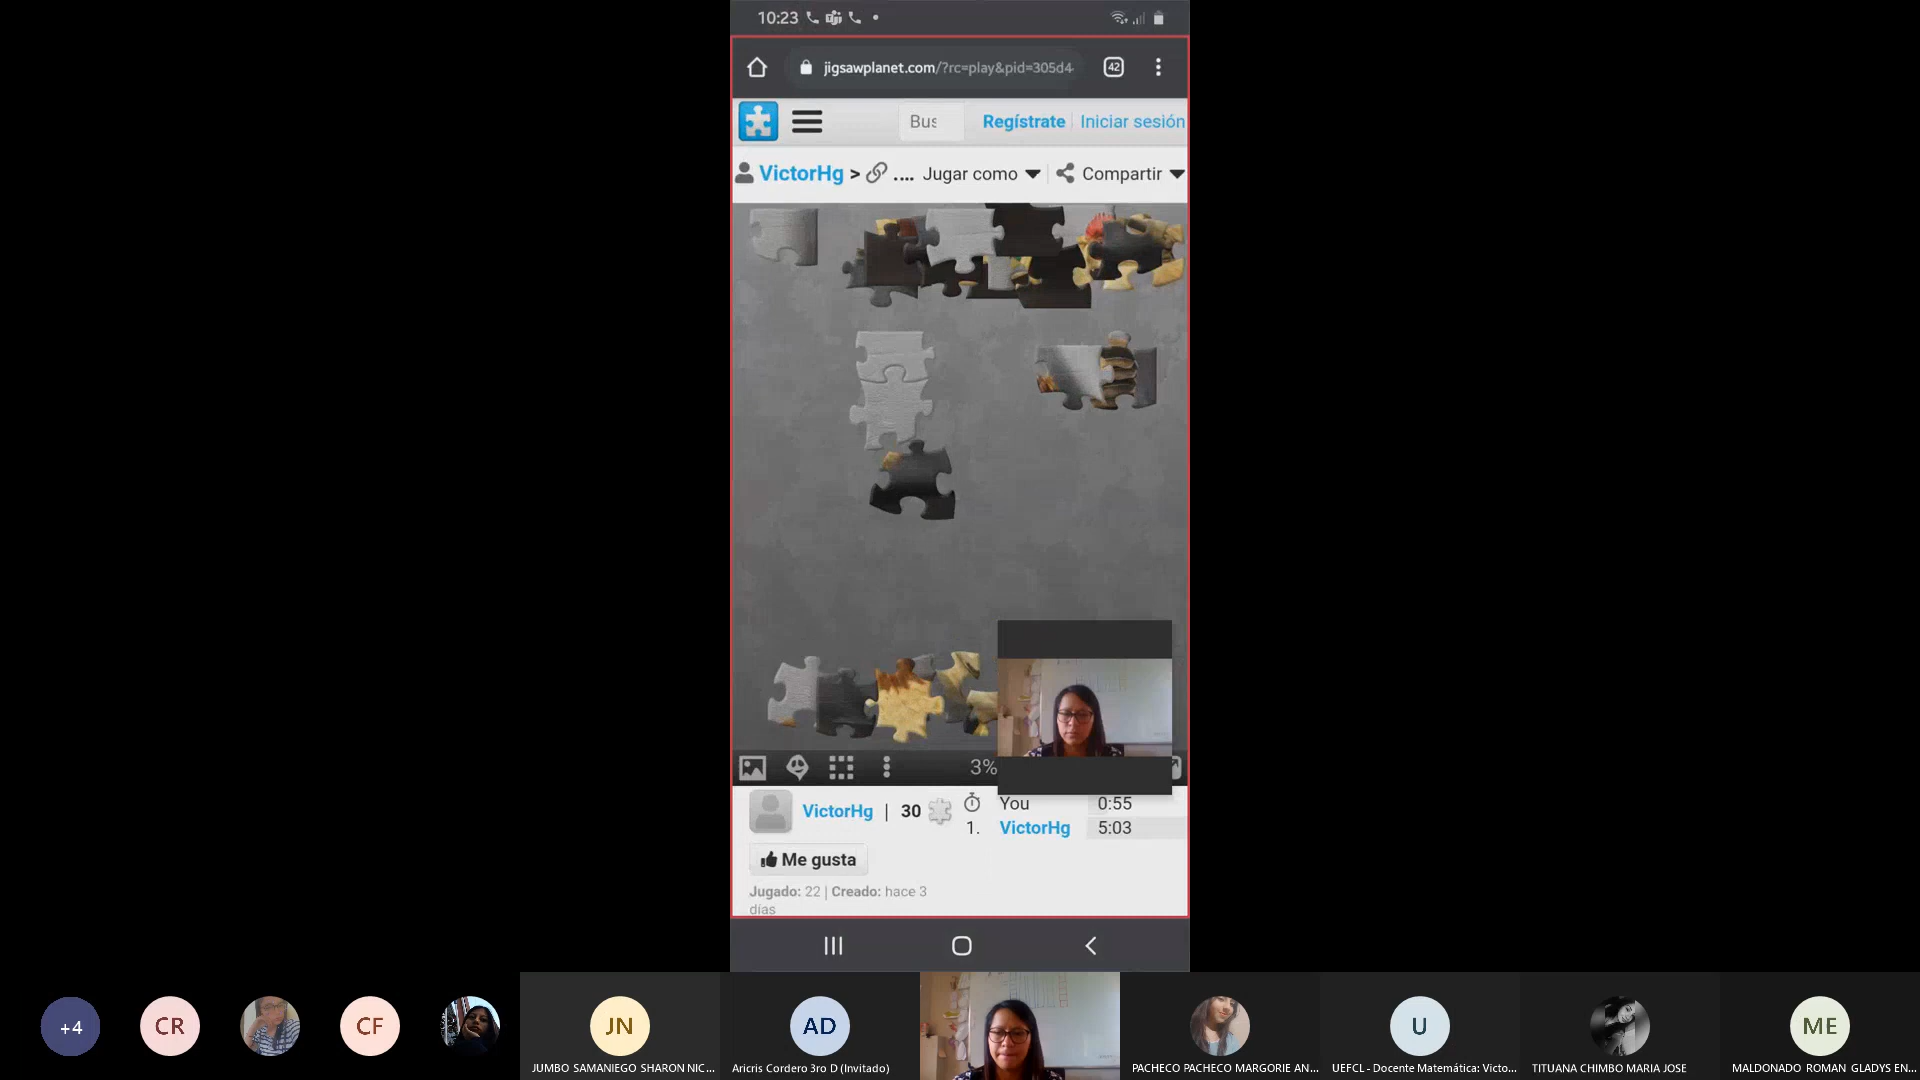 10:23
jigsawplanet.com/?rc=play&pid=305d4
42
Bus
Regístrate
Iniciar sesión
VictorHg > .... Jugar como
Compartir
3%
VictorHg | 30
You 0:55
1. VictorHg 5:03
Me gusta
Jugado: 22 | Creado: hace 3
días
+4
CR
CF
JN
AD
U
ME
JUMBO SAMANIEGO SHARON NIC...
Aricris Cordero 3ro D (Invitado)
PACHECO PACHECO MARGORIE AN...
UEFCL - Docente Matemática: Victo...
TITUANA CHIMBO MARIA JOSE
MALDONADO ROMAN GLADYS EN...